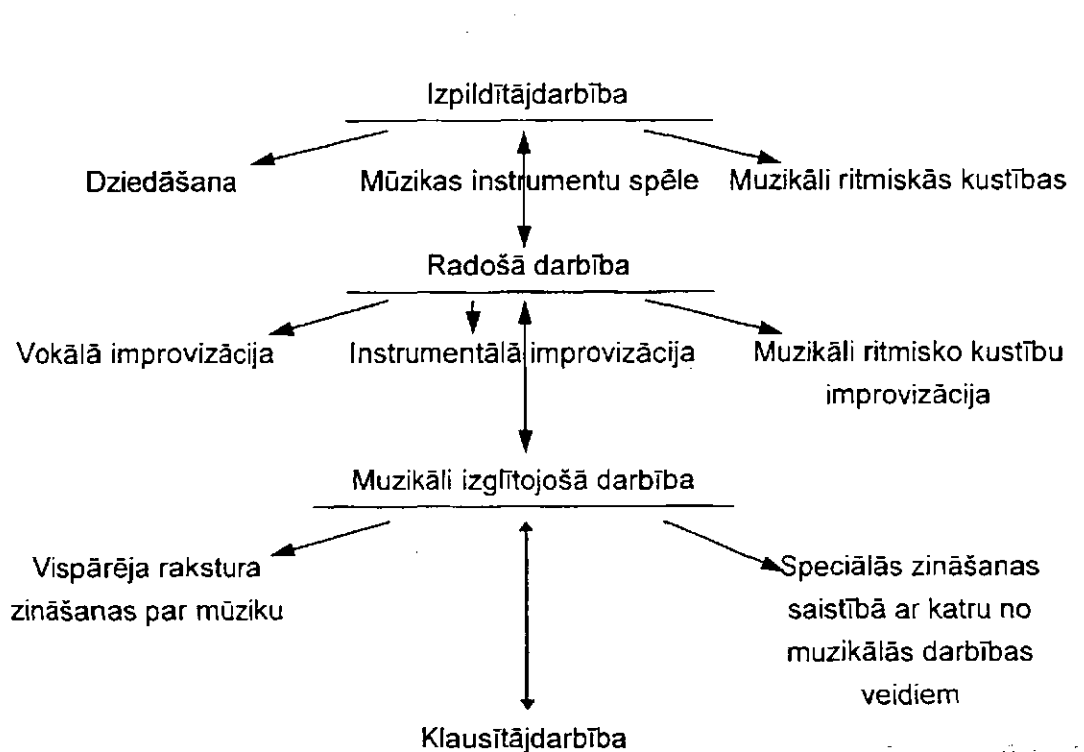 Izpildītājdarbība
Dziedāšana
Mūzikas instrumentu spēle
Muzikāli ritmiskās kustības
Radošā darbība
Vokālā improvizācija
Instrumentālā improvizācija
Muzikāli ritmisko kustību
improvizācija
Muzikāli izglītojošā darbība
Vispārēja rakstura
zināšanas par mūziku
Speciālās zināšanas
saistībā ar katru no
muzikālās darbības
veidiem
Klausītājdarbība